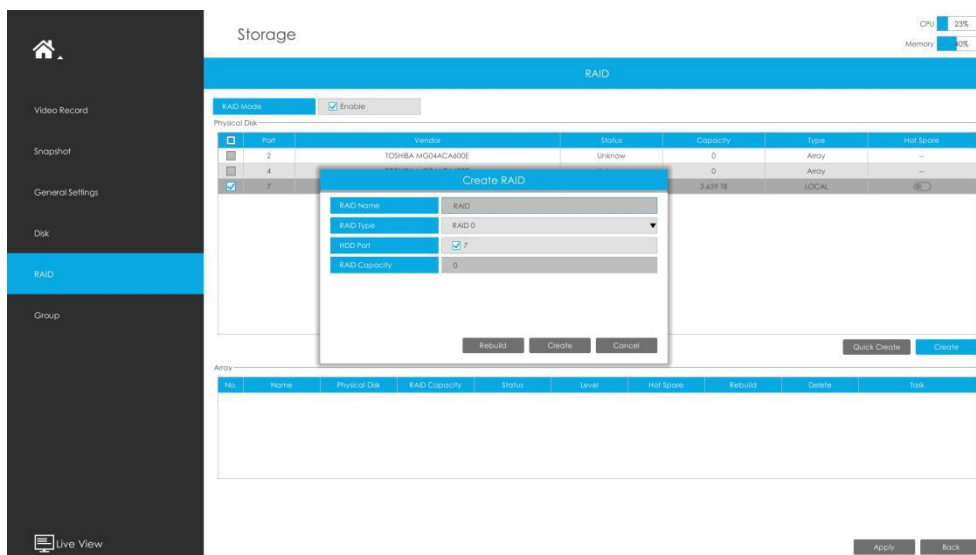 Storage
CPU 23%
Memory 40%
RAID
Video Record
Snapshot
General Settings
Disk
RAID
Group
Live View
RAID Mode Enable
Physical Disk
Port Vendor Status Capacity Type Hot Spare
2 TOSHIBA MG04ACA600E Unknow 0 Array --
4 0 Array --
7 3.639 TB LOCAL
Create RAID
RAID Name RAID
RAID Type RAID 0
HDD Port 7
RAID Capacity 0
Rebuild Create Cancel
Quick Create Create
Array
No. Name Physical Disk RAID Capacity Status Level Hot Spare Rebuild Delete Task
Apply Back